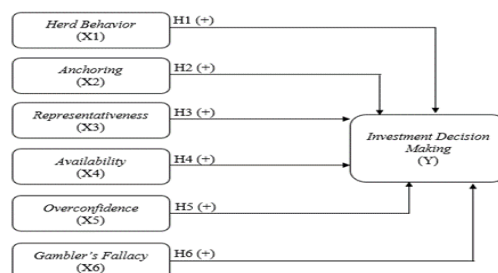 Herd Behavior
(X1)
H1 (+)
Anchoring
(X2)
H2 (+)
Representativeness
(X3)
H3 (+)
Availability
(X4)
H4 (+)
Overconfidence
(X5)
H5 (+)
Gambler's Fallacy
(X6)
H6 (+)
Investment Decision
Making
(Y)